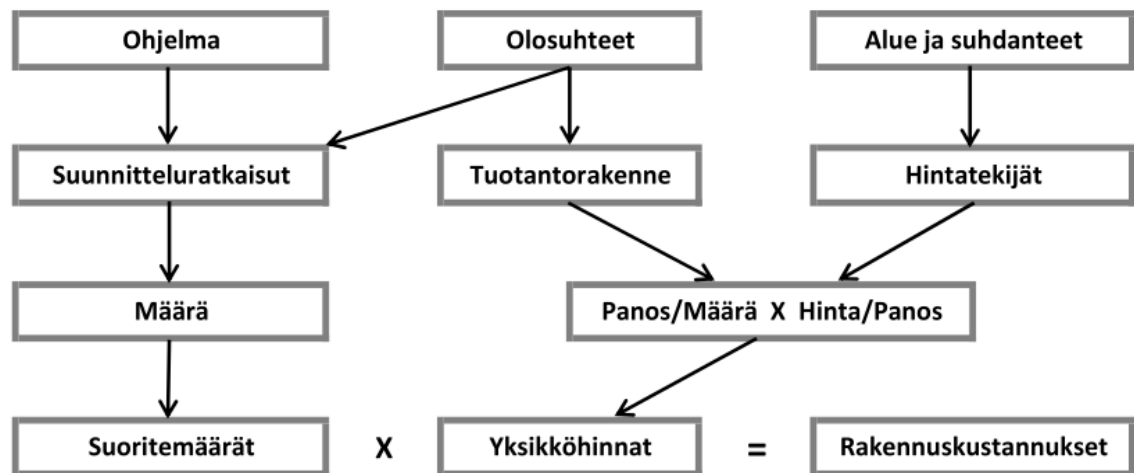 Ohjelma
Olosuhteet
Alue ja suhdanteet
Suunnitteluratkaisut
Tuotantorakenne
Hintatekijät
Määrä
Panos/Määrä X Hinta/Panos
Suoritemäärät X Yksikköhinnat = Rakennuskustannukset